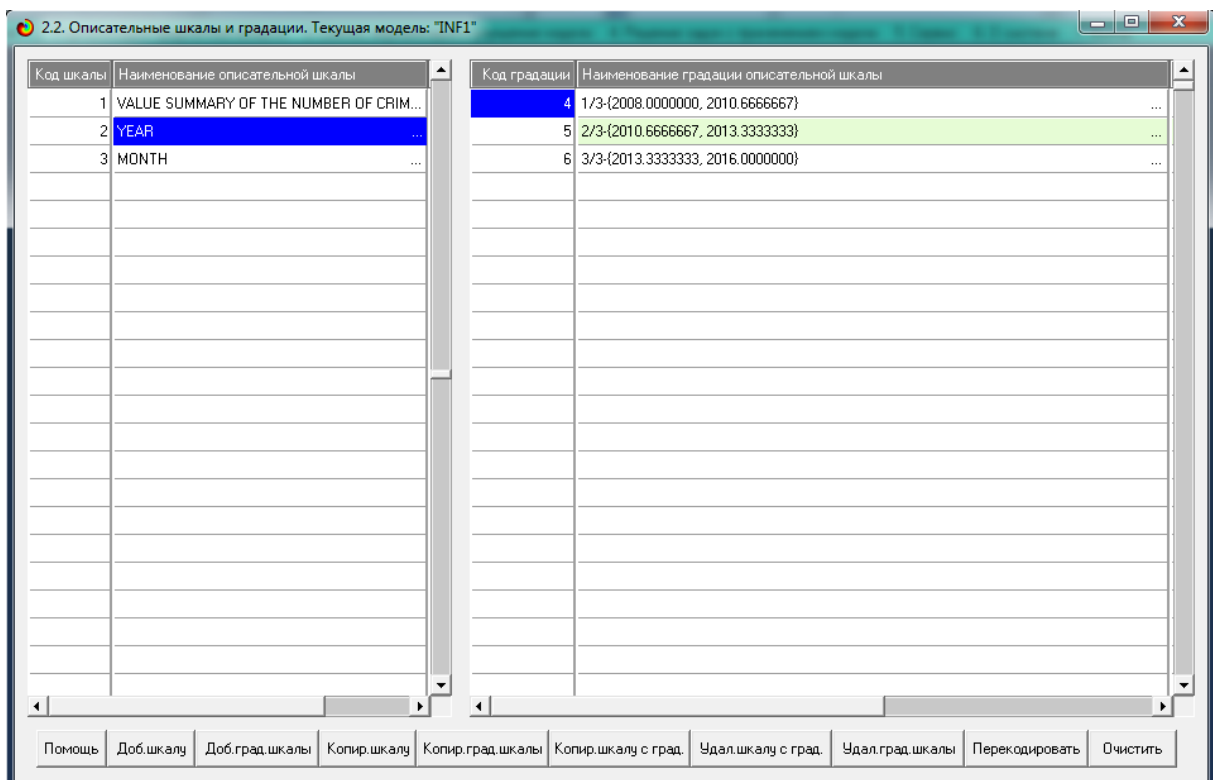 2.2. Описательные шкалы и градации. Текущая модель: "INF1"
Код шкалы Наименование описательной шкалы
1 VALUE SUMMARY OF THE NUMBER OF CRIM...
2 YEAR ...
3 MONTH ...
Код градации Наименование градации описательной шкалы
4 1/3-{2008.0000000, 2010.6666667} ...
5 2/3-{2010.6666667, 2013.3333333} ...
6 3/3-{2013.3333333, 2016.0000000} ...
Помощь Доб.шкалу Доб.град.шкалы Копир.шкалу Копир.град.шкалы Копир.шкалу с град. Удал.шкалу с град. Удал.град.шкалы Перекодировать Очистить